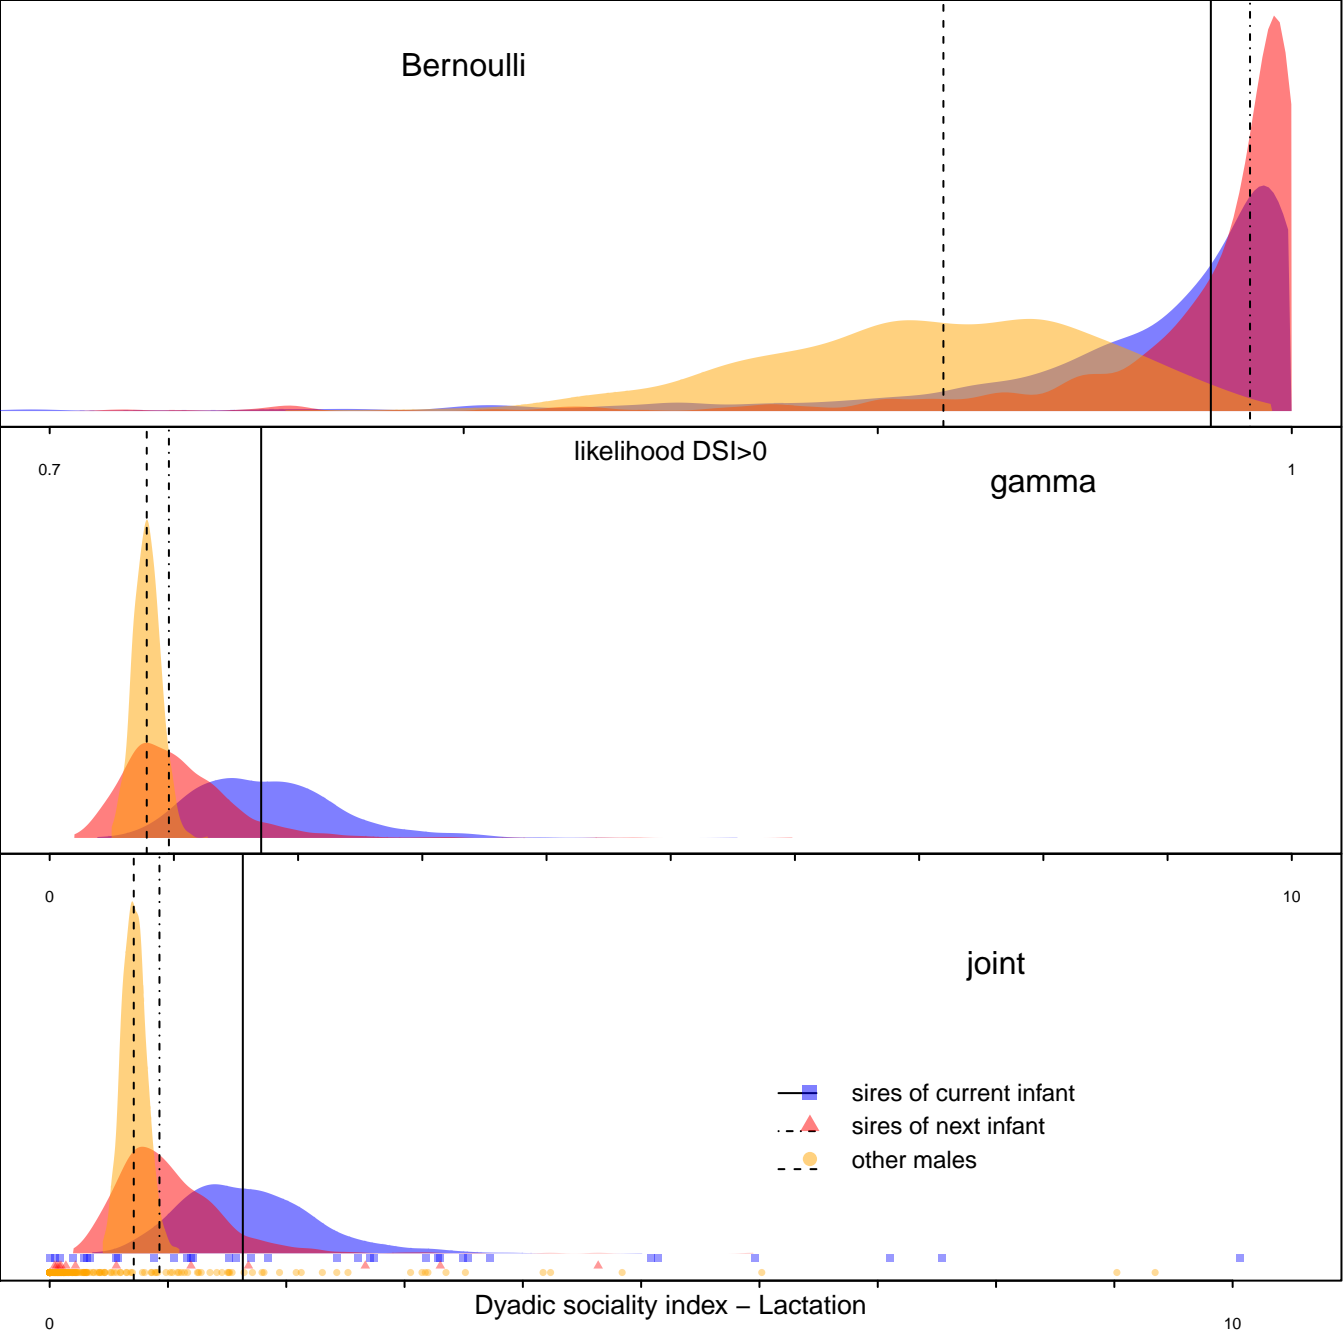 Bernoulli
likelihood DSI>0
0.7
1
gamma
0
10
joint
sires of current infant
sires of next infant
other males
Dyadic sociality index – Lactation
0
10